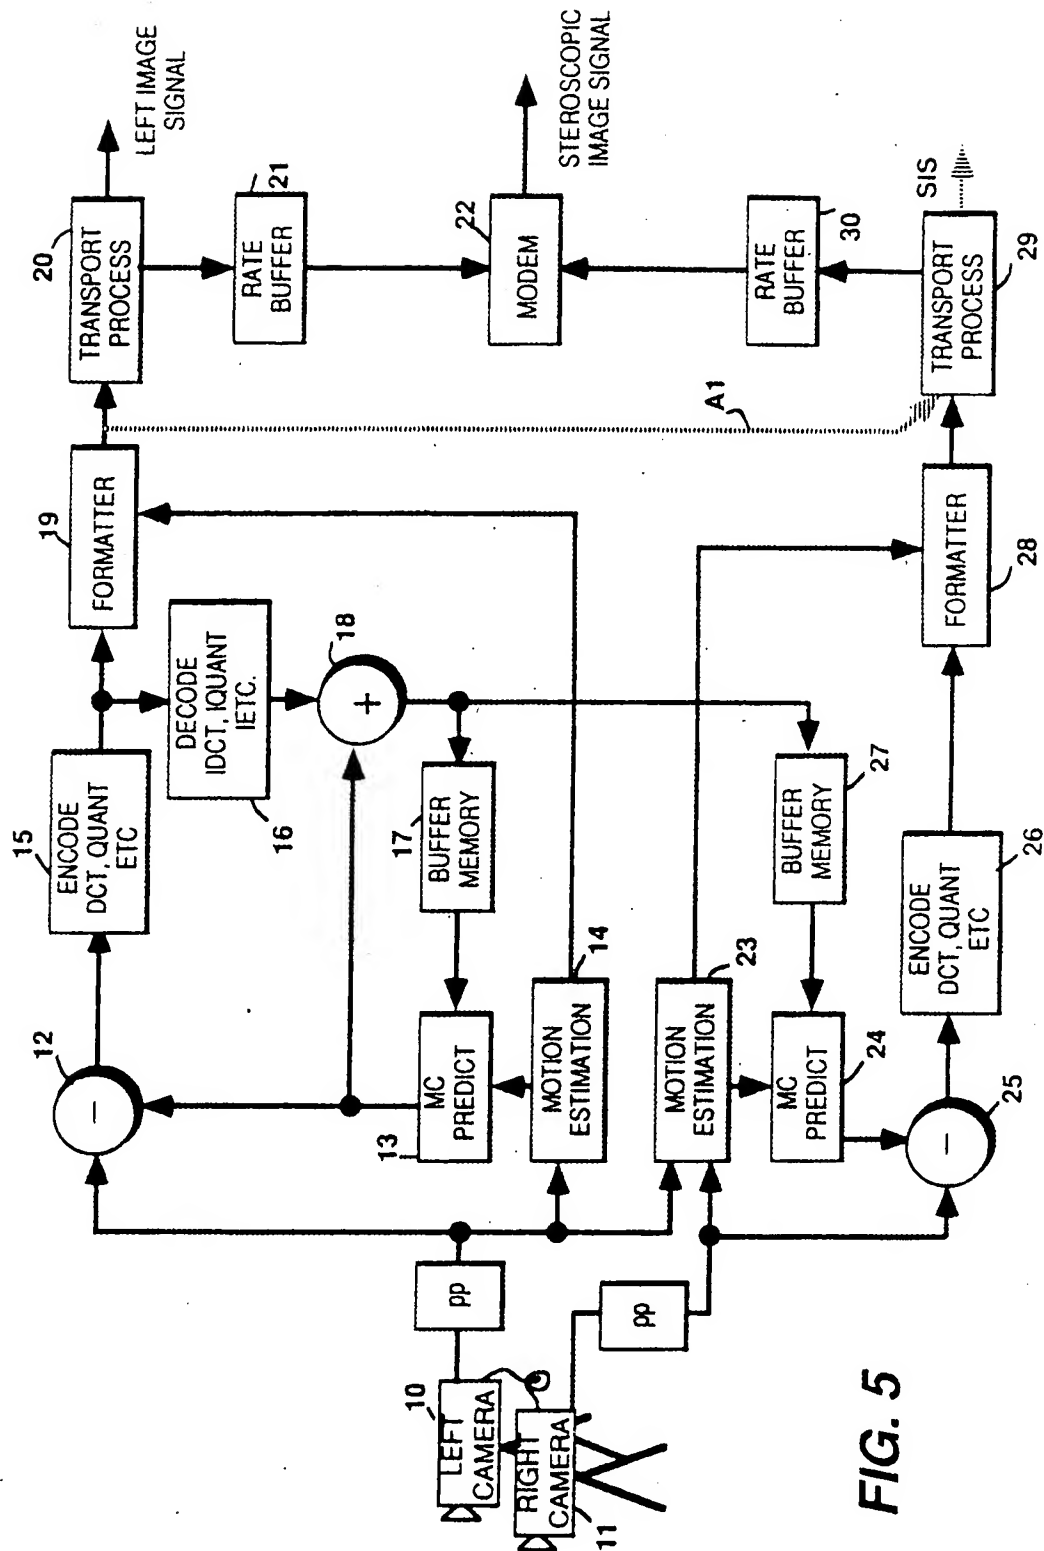 LEFT IMAGE
SIGNAL
STEROSCOPIC
IMAGE SIGNAL
SIS
20
TRANSPORT
PROCESS
21
RATE
BUFFER
22
MODEM
RATE
BUFFER
30
TRANSPORT
PROCESS
29
A1
19
FORMATTER
FORMATTER
28
15
ENCODE
DCT, QUANT
ETC
DECODE
IDCT, IQUANT
IETC.
16
18
+
17
BUFFER
MEMORY
BUFFER
MEMORY
27
ENCODE
DCT, QUANT
ETC
26
12
-
MC
PREDICT
13
MOTION
ESTIMATION
14
MOTION
ESTIMATION
23
MC
PREDICT
24
-
25
PP
PP
10
LEFT
CAMERA
RIGHT
CAMERA
11
FIG. 5